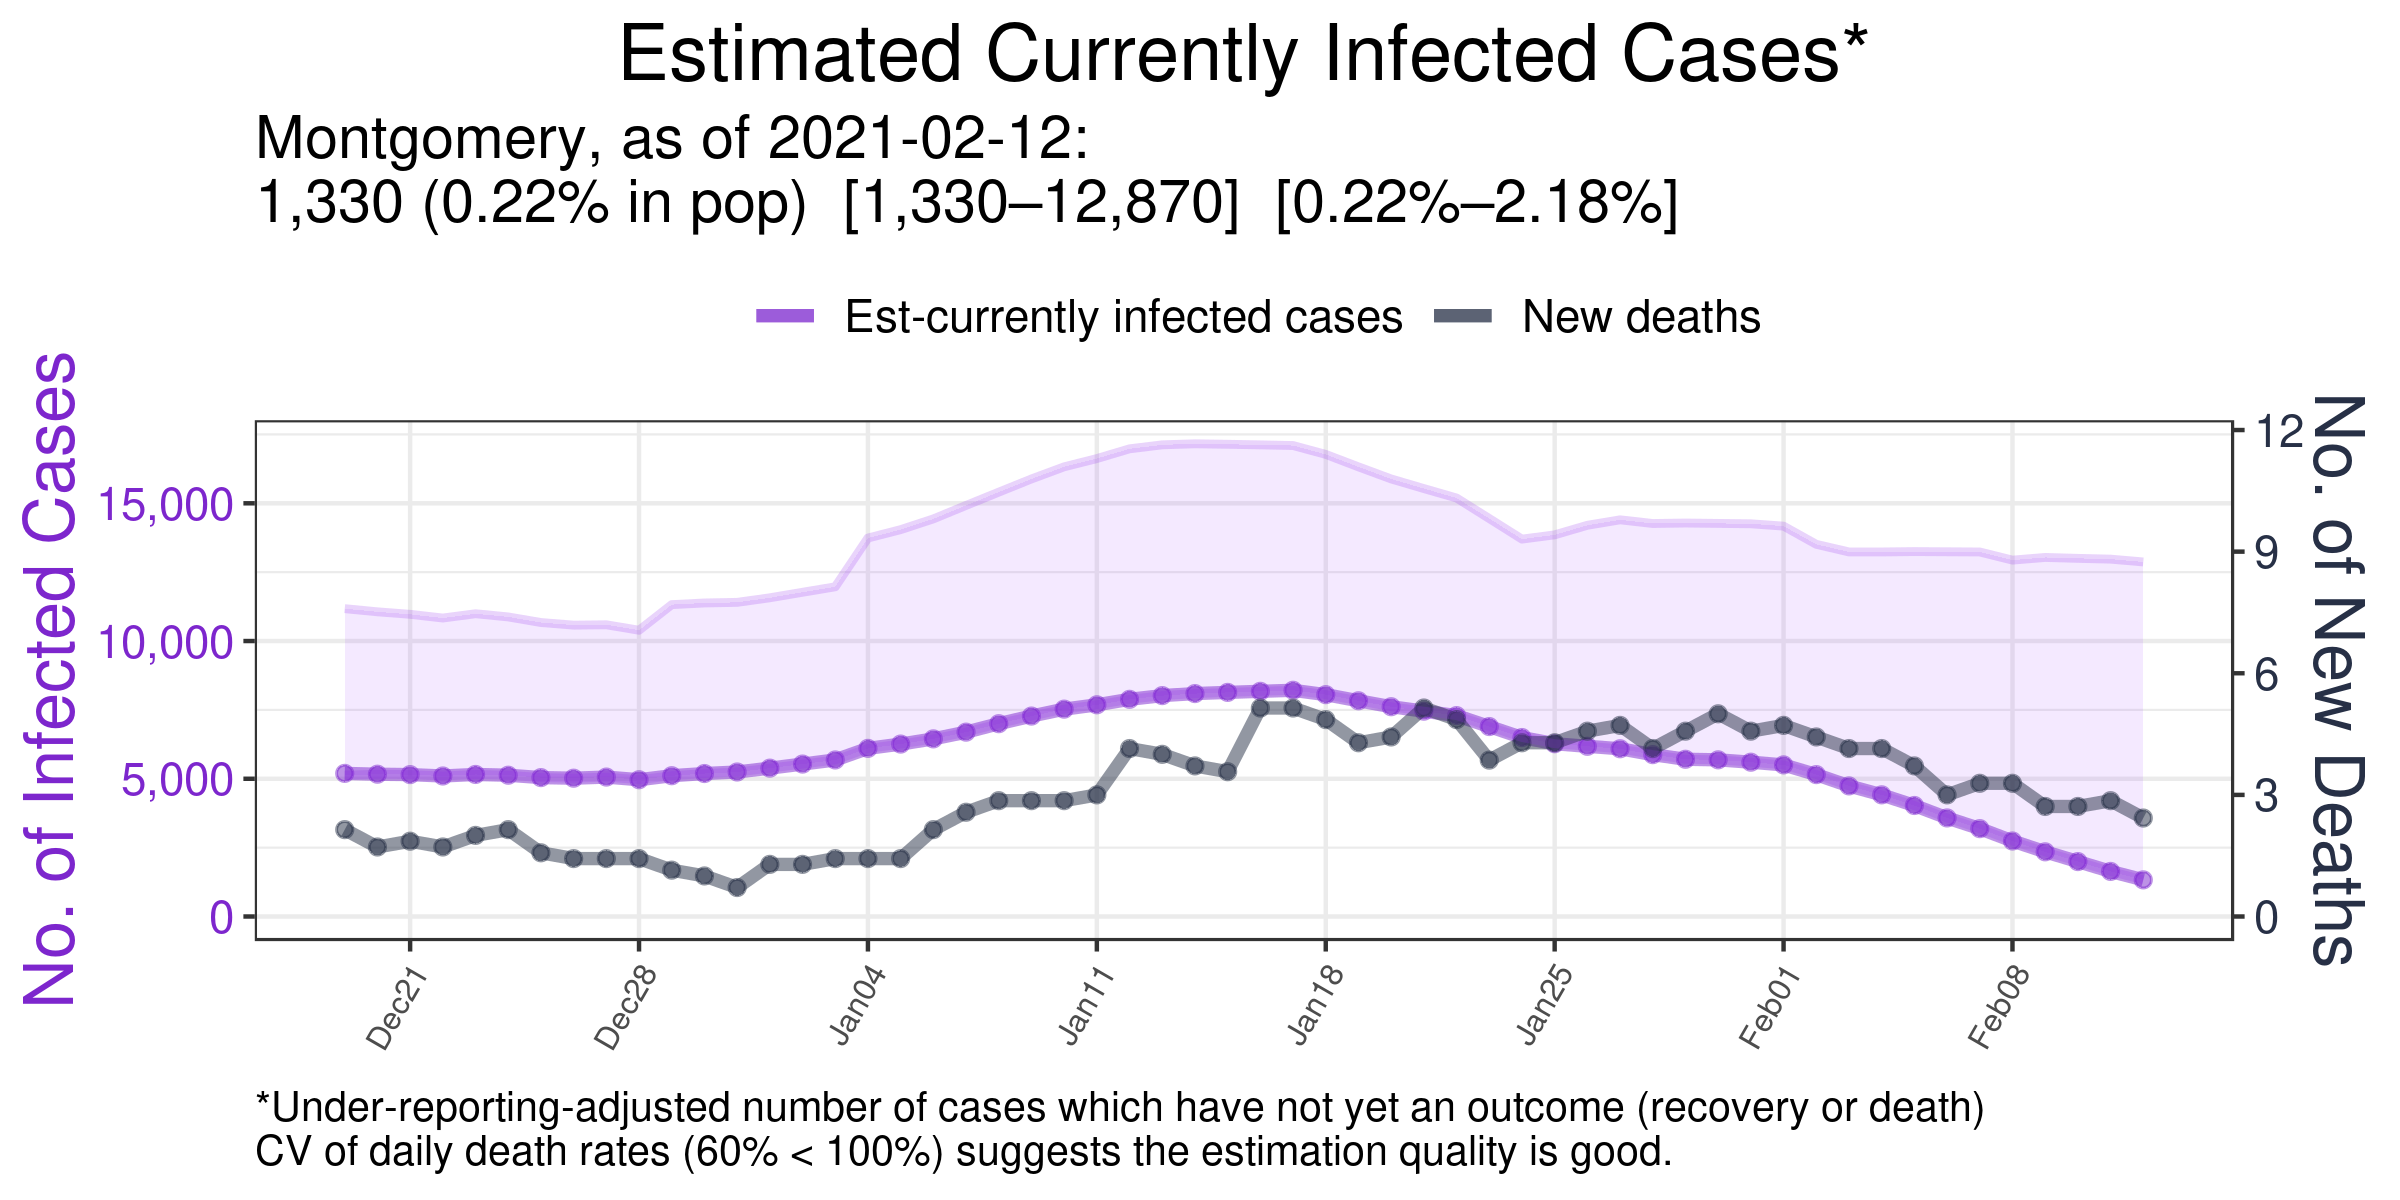 Estimated Currently Infected Cases*
Montgomery, as of 2021-02-12:
1,330 (0.22% in pop)  [1,330–12,870]  [0.22%–2.18%]
Est-currently infected cases
New deaths
No. of Infected Cases
15,000
10,000
5,000
0
12
9
6
3
0
No. of New Deaths
Dec21
Dec28
Jan04
Jan11
Jan18
Jan25
Feb01
Feb08
*Under-reporting-adjusted number of cases which have not yet an outcome (recovery or death)
CV of daily death rates (60% < 100%) suggests the estimation quality is good.